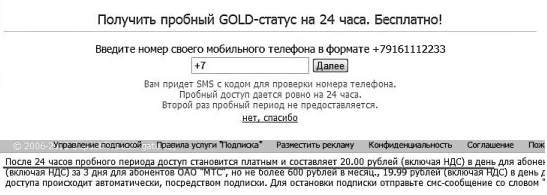 Получить пробный GOLD-статус на 24 часа. Бесплатно!
Введите номер своего мобильного телефона в формате +79161112233
+7 Далее
Вам придет SMS с кодом для проверки номера телефона.
Пробный доступ дается ровно на 24 часа.
Второй раз пробный период не предоставляется.
нет, спасибо
© 2006-2 Управление подпиской Правила услуги "Подписка" Разместить рекламу Конфиденциальность Соглашение
После 24 часов пробного периода доступ становится платным и составляет 20.00 рублей (включая НДС) в день для
(включая НДС) за 3 дня для абонентов ОАО "МТС", но не более 600 рублей в месяц., 19.99 рублей (включая НДС) в день
доступа происходит автоматически, посредством подписки. Для остановки подписки отправьте смс-сообщение со словом